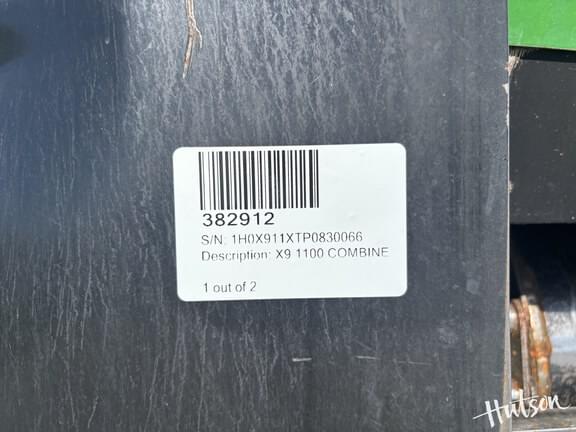 382912
S/N: 1H0X911XTP0830066
Description: X9 1100 COMBINE
1 out of 2
Hutson